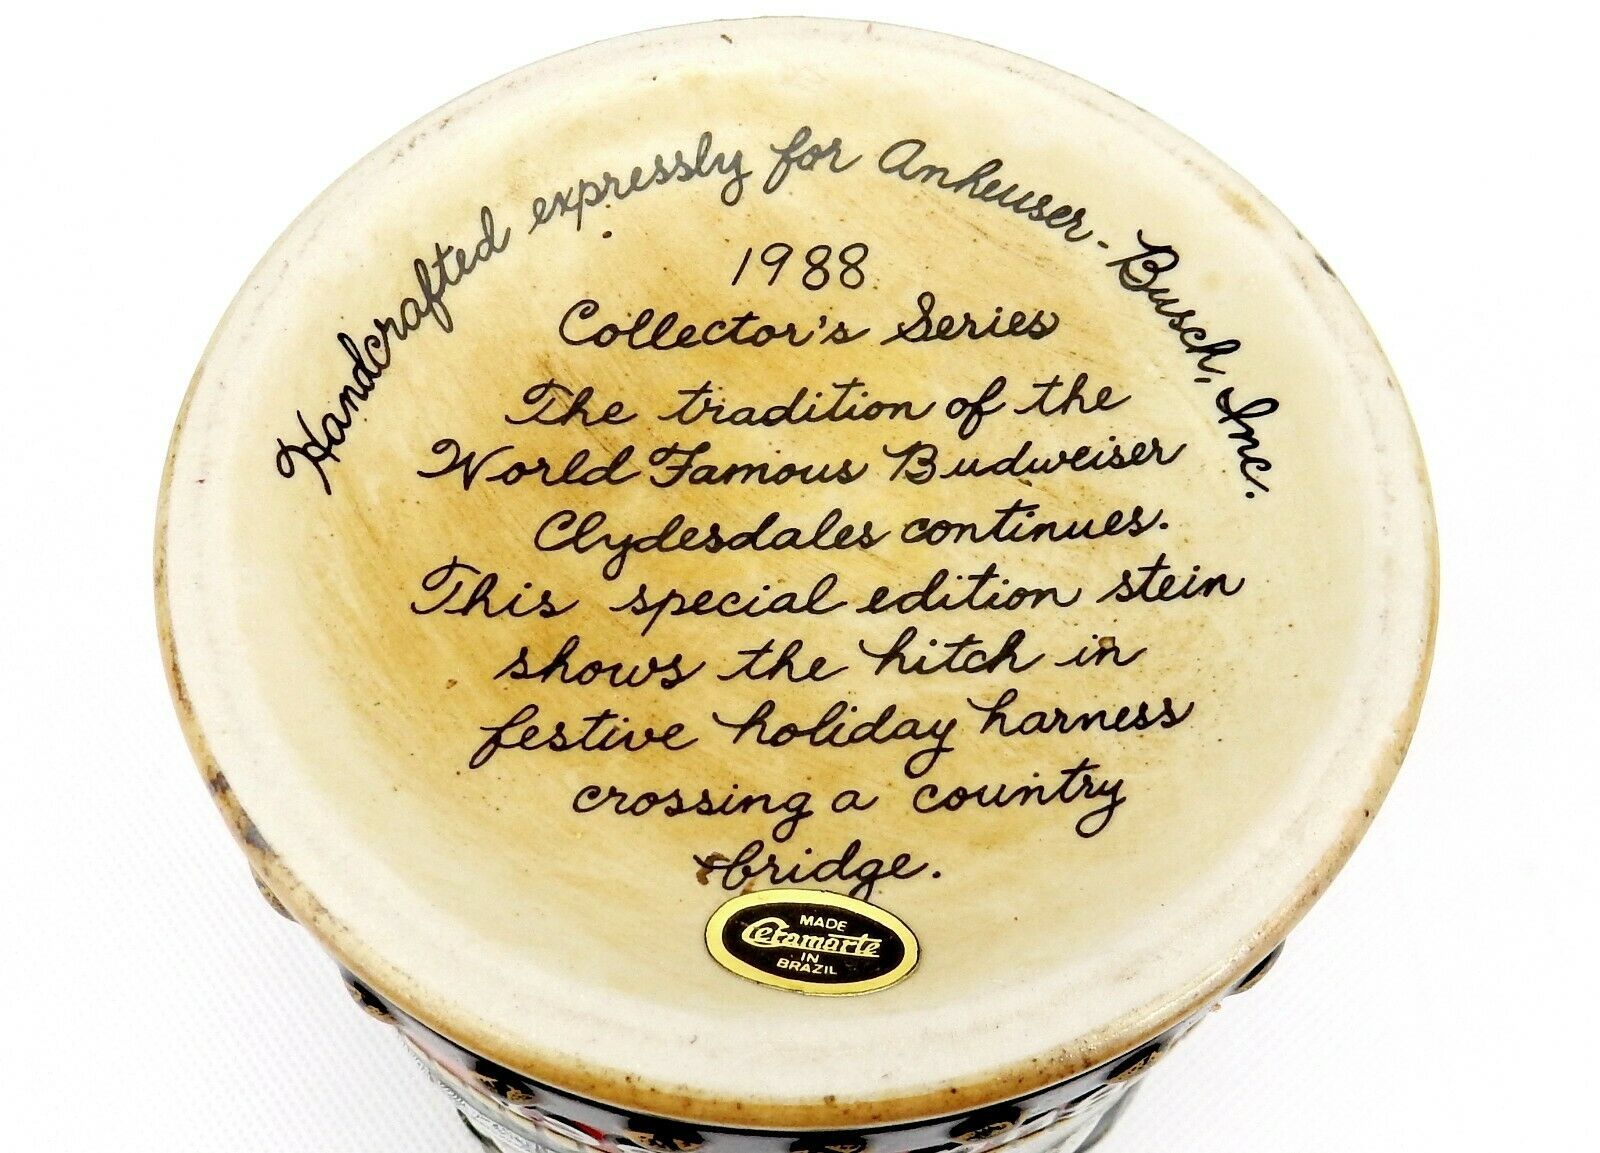 Handcrafted expressly for Anheuser-Busch, Inc.
1988
Collector's Series
The tradition of the
World Famous Budweiser
Clydesdales continues.
This special edition stein
shows the hitch in
festive holiday harness
crossing a country
bridge.
MADE
Ceramarte
IN
BRAZIL